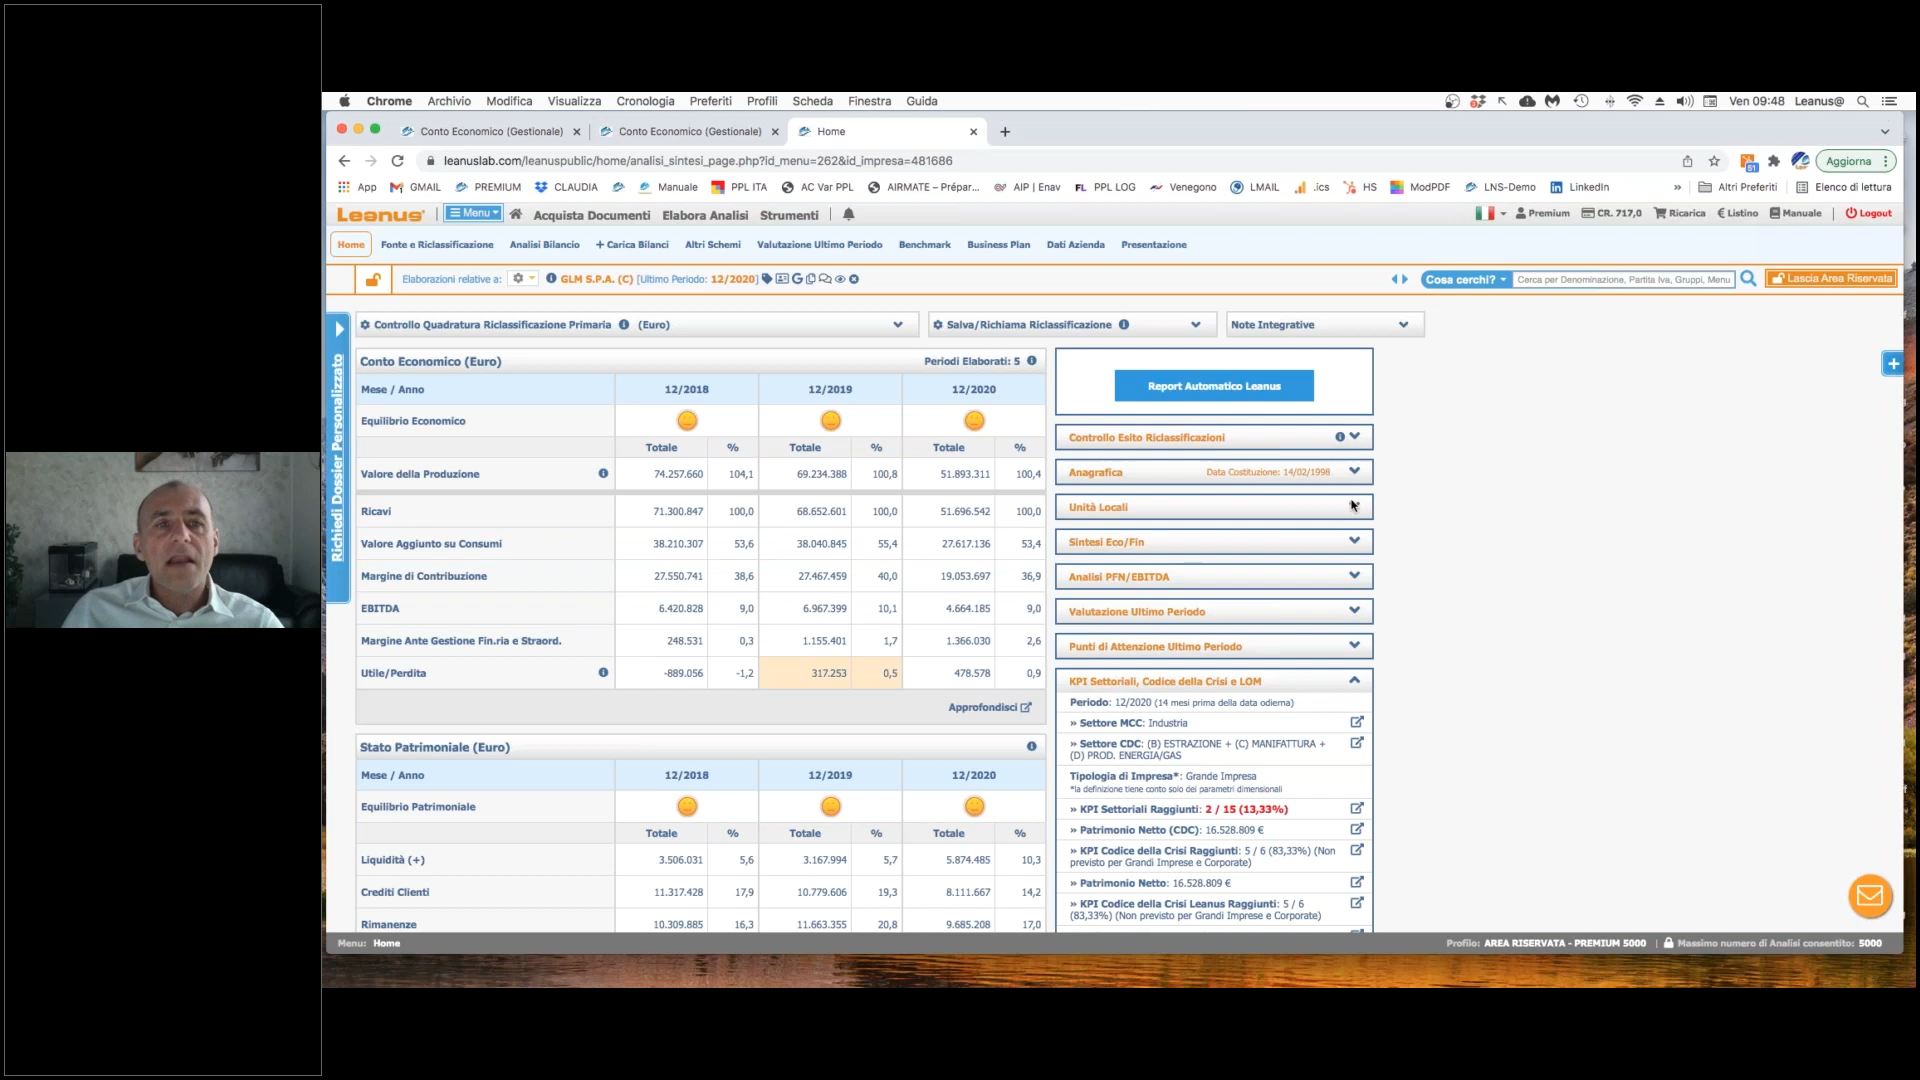 Chrome Archivio Modifica Visualizza Cronologia Preferiti Profili Scheda Finestra Guida
Ven 09:48 Leanus@
Conto Economico (Gestionale) Conto Economico (Gestionale) Home
leanuslab.com/leanuspublic/home/analisi_sintesi_page.php?id_menu=262&id_impresa=481686 Aggiorna
App GMAIL PREMIUM CLAUDIA Manuale PPL ITA AC Var PPL AIRMATE – Prépar... AIP | Enav FL PPL LOG Venegono LMAIL .ics HS ModPDF LNS-Demo LinkedIn » Altri Preferiti Elenco di lettura
Leanus Menu Acquista Documenti Elabora Analisi Strumenti Premium CR. 717,0 Ricarica € Listino Manuale Logout
Home Fonte e Riclassificazione Analisi Bilancio + Carica Bilanci Altri Schemi Valutazione Ultimo Periodo Benchmark Business Plan Dati Azienda Presentazione
Elaborazioni relative a: GLM S.P.A. (C) [Ultimo Periodo: 12/2020] Cosa cerchi? Cerca per Denominazione, Partita Iva, Gruppi, Menu Lascia Area Riservata
Richiedi Dossier Personalizzato
Controllo Quadratura Riclassificazione Primaria (Euro) Salva/Richiama Riclassificazione Note Integrative
Conto Economico (Euro) Periodi Elaborati: 5
Mese / Anno 12/2018 12/2019 12/2020
Equilibrio Economico
Totale % Totale % Totale %
Valore della Produzione 74.257.660 104,1 69.234.388 100,8 51.893.311 100,4
Ricavi 71.300.847 100,0 68.652.601 100,0 51.696.542 100,0
Valore Aggiunto su Consumi 38.210.307 53,6 38.040.845 55,4 27.617.136 53,4
Margine di Contribuzione 27.550.741 38,6 27.467.459 40,0 19.053.697 36,9
EBITDA 6.420.828 9,0 6.967.399 10,1 4.664.185 9,0
Margine Ante Gestione Fin.ria e Straord. 248.531 0,3 1.155.401 1,7 1.366.030 2,6
Utile/Perdita -889.056 -1,2 317.253 0,5 478.578 0,9
Approfondisci
Stato Patrimoniale (Euro)
Mese / Anno 12/2018 12/2019 12/2020
Equilibrio Patrimoniale
Totale % Totale % Totale %
Liquidità (+) 3.506.031 5,6 3.167.994 5,7 5.874.485 10,3
Crediti Clienti 11.317.428 17,9 10.779.606 19,3 8.111.667 14,2
Rimanenze 10.309.885 16,3 11.663.355 20,8 9.685.208 17,0
Report Automatico Leanus
Controllo Esito Riclassificazioni
Anagrafica Data Costituzione: 14/02/1998
Unità Locali
Sintesi Eco/Fin
Analisi PFN/EBITDA
Valutazione Ultimo Periodo
Punti di Attenzione Ultimo Periodo
KPI Settoriali, Codice della Crisi e LOM
Periodo: 12/2020 (14 mesi prima della data odierna)
» Settore MCC: Industria
» Settore CDC: (B) ESTRAZIONE + (C) MANIFATTURA +
(D) PROD. ENERGIA/GAS
Tipologia di Impresa*: Grande Impresa
*la definizione tiene conto solo dei parametri dimensionali
» KPI Settoriali Raggiunti: 2 / 15 (13,33%)
» Patrimonio Netto (CDC): 16.528.809 €
» KPI Codice della Crisi Raggiunti: 5 / 6 (83,33%) (Non
previsto per Grandi Imprese e Corporate)
» Patrimonio Netto: 16.528.809 €
» KPI Codice della Crisi Leanus Raggiunti: 5 / 6
(83,33%) (Non previsto per Grandi Imprese e Corporate)
Menu: Home Profilo: AREA RISERVATA - PREMIUM 5000 | Massimo numero di Analisi consentito: 5000